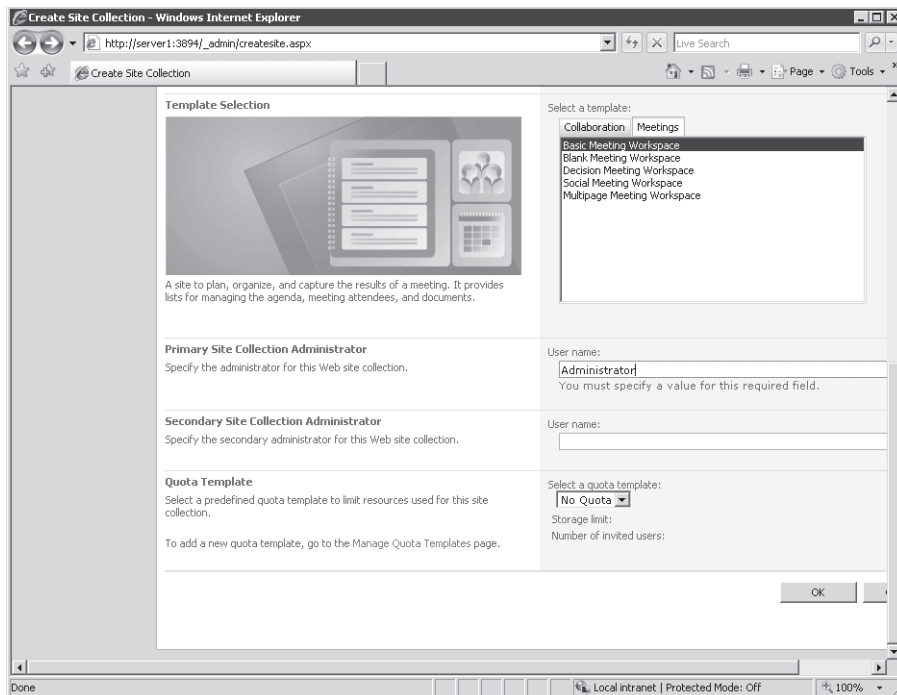 Create Site Collection - Windows Internet Explorer
http://server1:3894/_admin/createsite.aspx
Live Search
Create Site Collection
Page
Tools
Template Selection
A site to plan, organize, and capture the results of a meeting. It provides
lists for managing the agenda, meeting attendees, and documents.
Select a template:
Collaboration Meetings
Basic Meeting Workspace
Blank Meeting Workspace
Decision Meeting Workspace
Social Meeting Workspace
Multipage Meeting Workspace
Primary Site Collection Administrator
Specify the administrator for this Web site collection.
User name:
Administrator
You must specify a value for this required field.
Secondary Site Collection Administrator
Specify the secondary administrator for this Web site collection.
User name:
Quota Template
Select a predefined quota template to limit resources used for this site
collection.
To add a new quota template, go to the Manage Quota Templates page.
Select a quota template:
No Quota
Storage limit:
Number of invited users:
OK
Done
Local intranet | Protected Mode: Off
100%